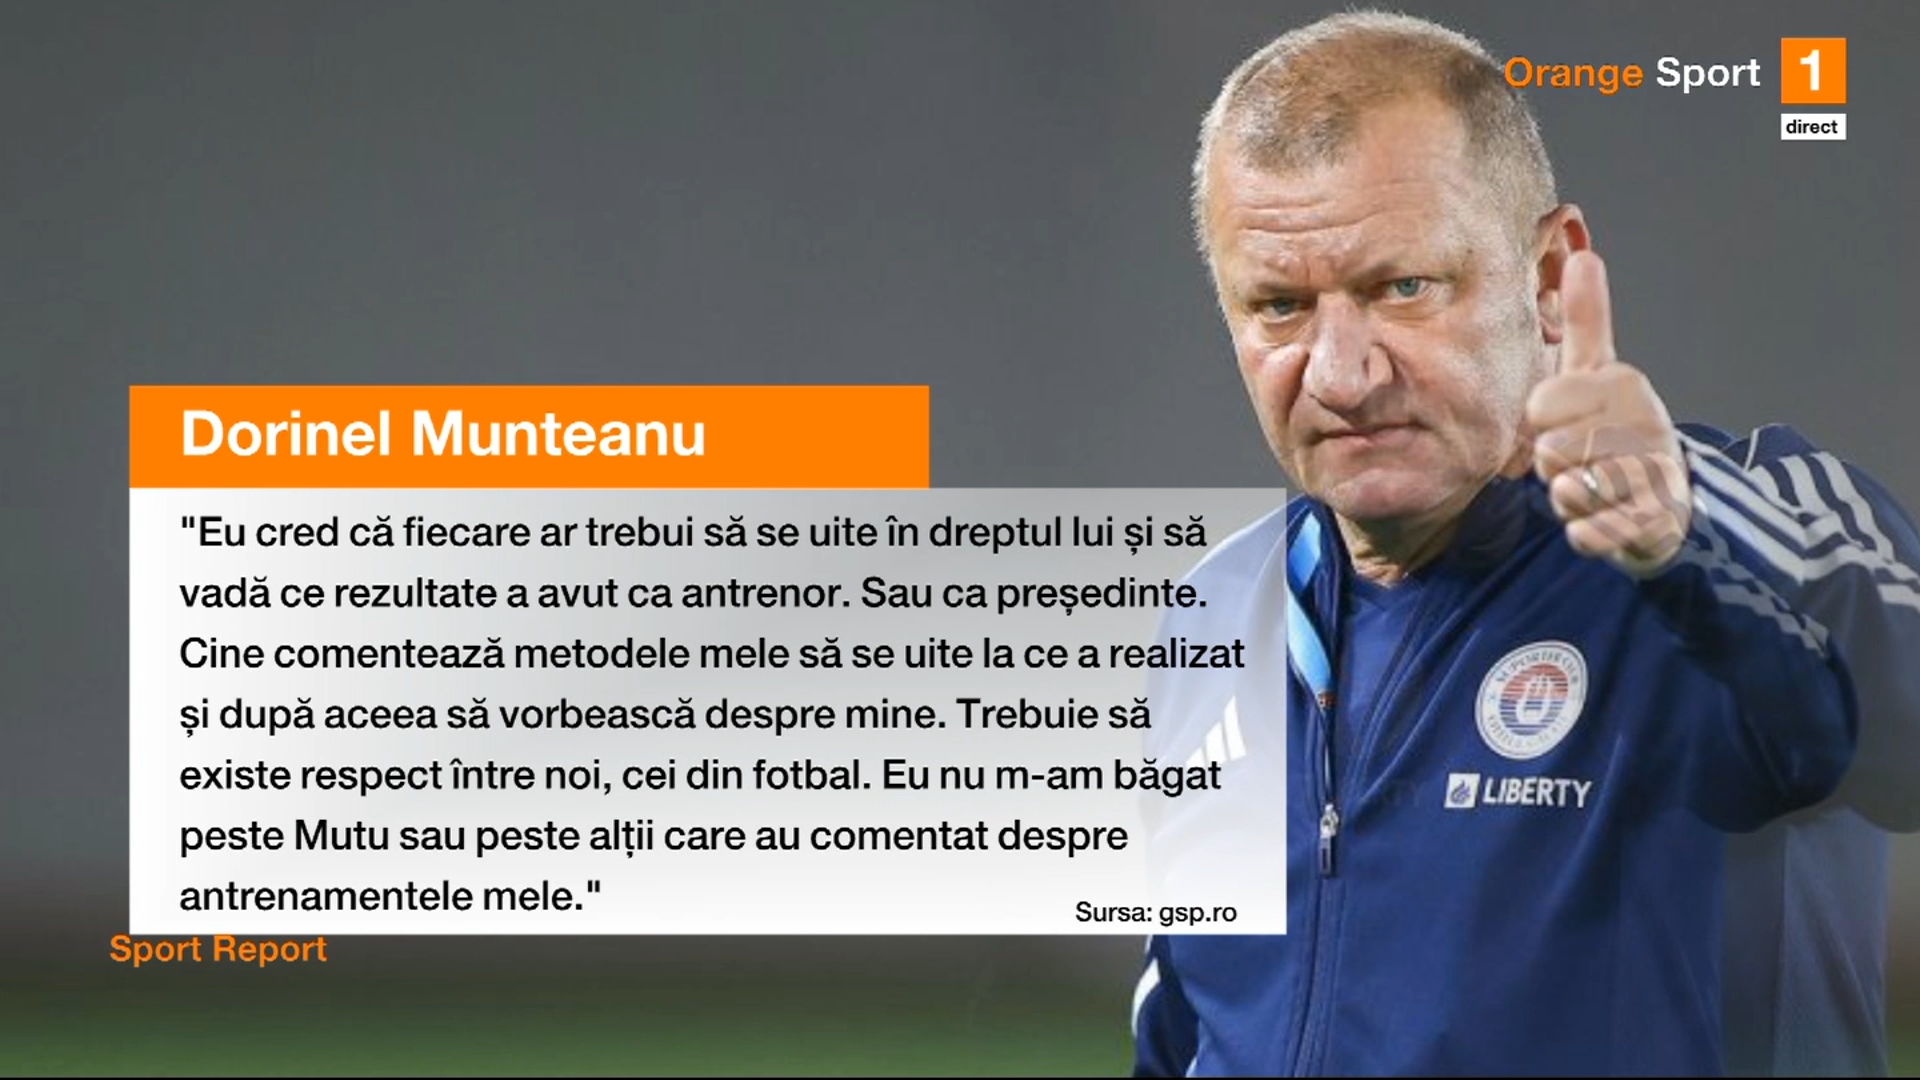 Orange Sport 1
direct
Dorinel Munteanu
"Eu cred că fiecare ar trebui să se uite în dreptul lui și să
vadă ce rezultate a avut ca antrenor. Sau ca președinte.
Cine comentează metodele mele să se uite la ce a realizat
și după aceea să vorbească despre mine. Trebuie să
existe respect între noi, cei din fotbal. Eu nu m-am băgat
peste Mutu sau peste alții care au comentat despre
antrenamentele mele."
Sursa: gsp.ro
LIBERTY
Sport Report